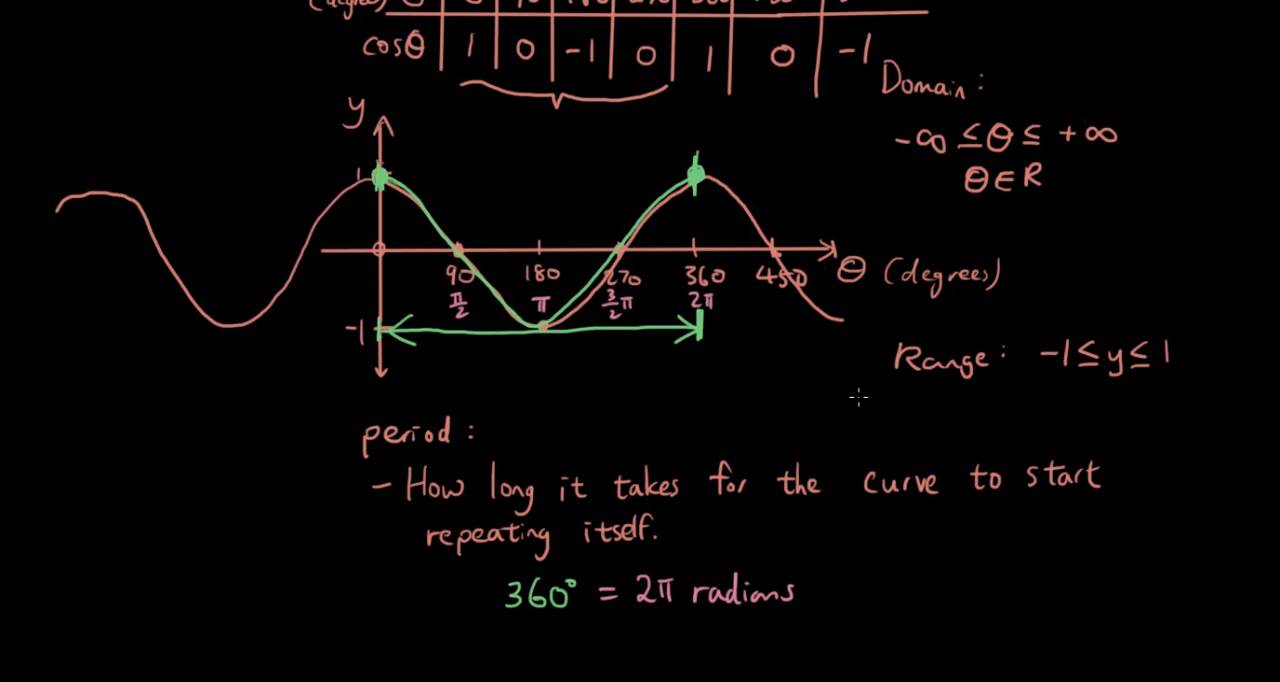 cosθ 1 0 -1 0 1 0 -1
Domain:
-∞ ≤ θ ≤ +∞
θ ∈ R
y
1
90 180 270 360 450 θ (degrees)
π/2 π 3/2 π 2π
-1
Range: -1 ≤ y ≤ 1
period:
- How long it takes for the curve to start
repeating itself.
360° = 2π radians